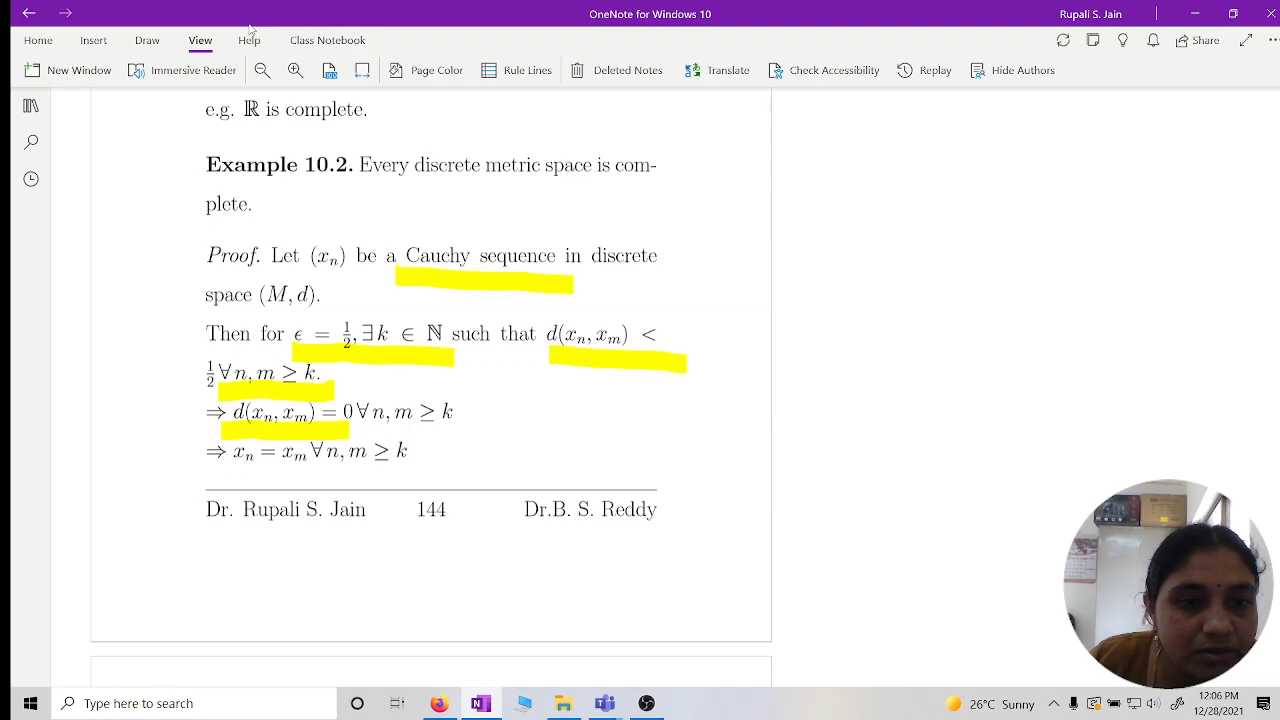 OneNote for Windows 10
Rupali S. Jain
Home Insert Draw View Help Class Notebook
Share
New Window Immersive Reader Page Color Rule Lines Deleted Notes Translate Check Accessibility Replay Hide Authors
e.g. ℝ is complete.
Example 10.2. Every discrete metric space is com-
plete.
Proof. Let (xₙ) be a Cauchy sequence in discrete
space (M, d).
Then for ϵ = 1/2, ∃ k ∈ ℕ such that d(xₙ, xₘ) <
1/2 ∀ n, m ≥ k.
⇒ d(xₙ, xₘ) = 0 ∀ n, m ≥ k
⇒ xₙ = xₘ ∀ n, m ≥ k
Dr. Rupali S. Jain 144 Dr.B. S. Reddy
Type here to search
26°C Sunny
12:06 PM
12/28/2021